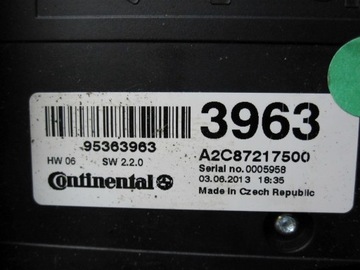 3963
95363963
A2C87217500
HW 06 SW 2.2.0
Serial no.0005958
03.06.2013 18:35
Continental
Made in Czech Republic